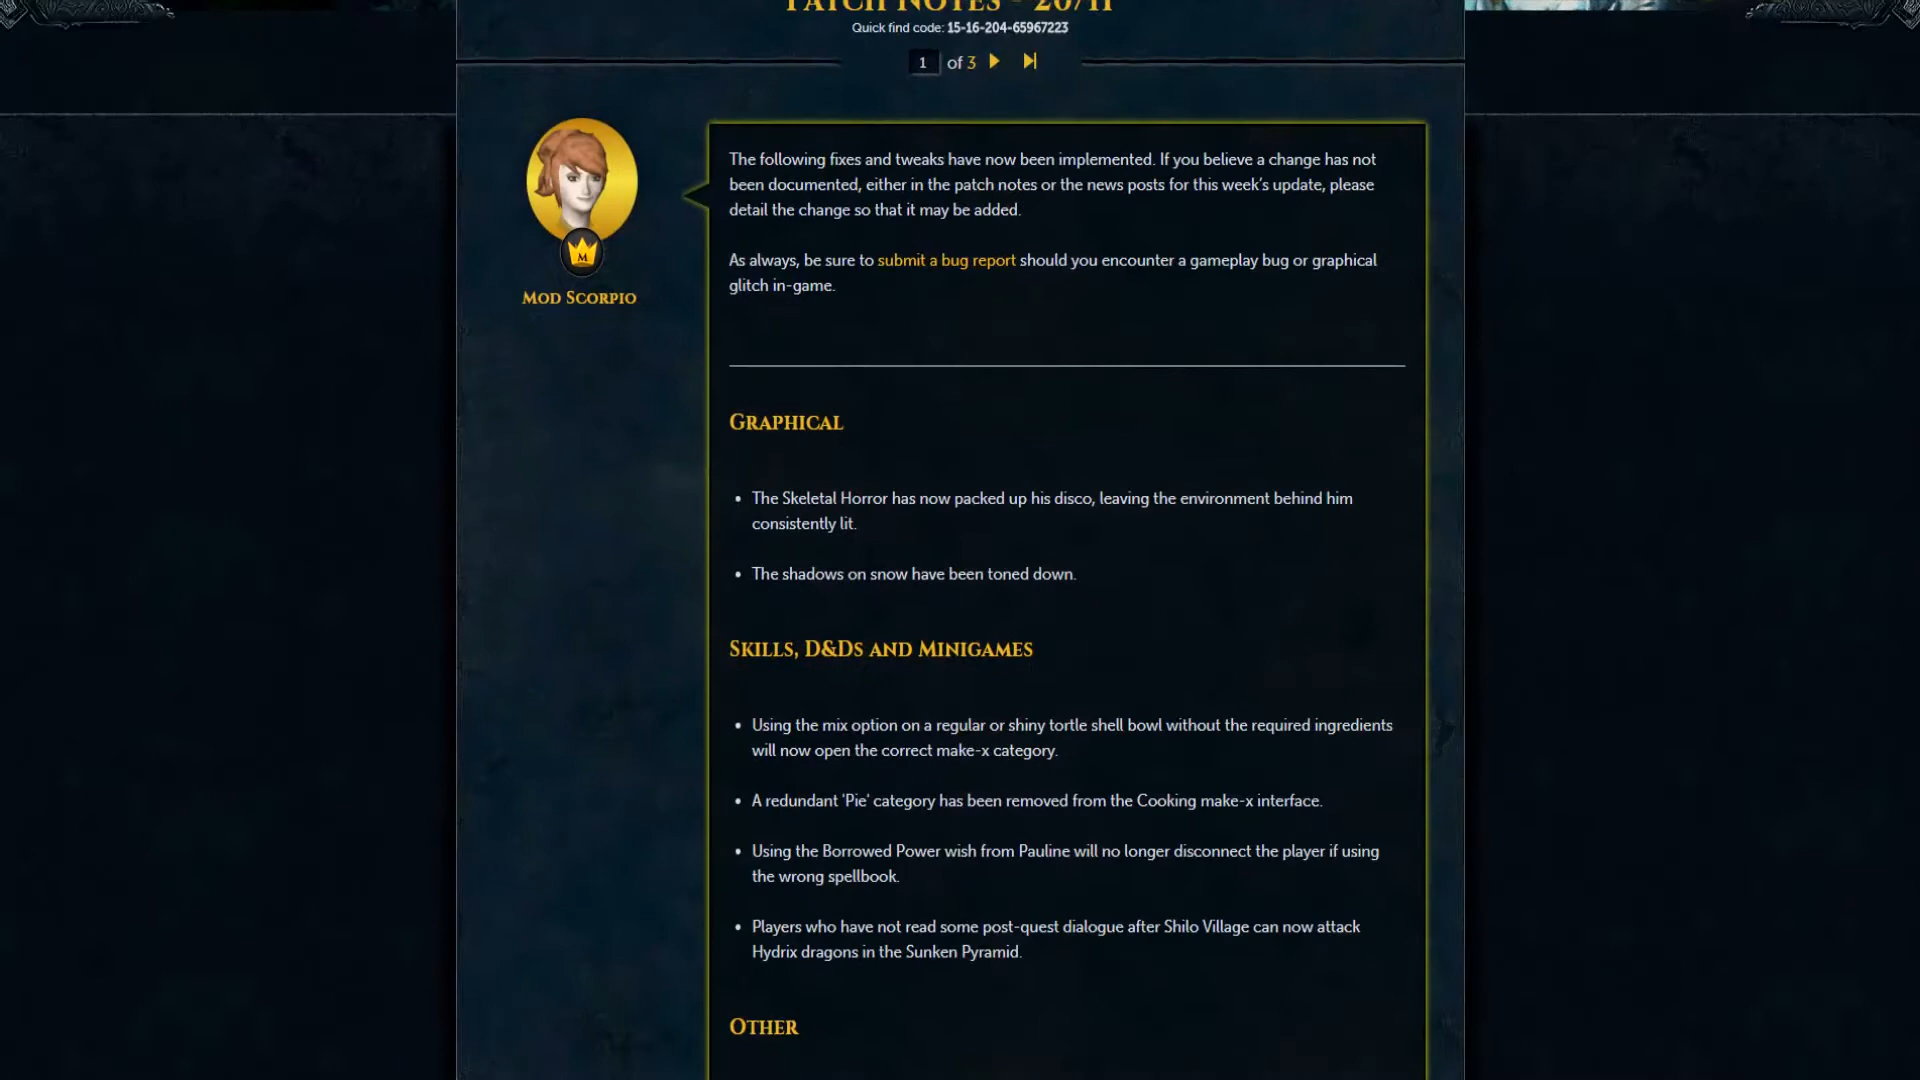 PATCH NOTES - 20/11
Quick find code: 15-16-204-65967223
1 of 3
M
MOD SCORPIO
The following fixes and tweaks have now been implemented. If you believe a change has not
been documented, either in the patch notes or the news posts for this week's update, please
detail the change so that it may be added.
As always, be sure to submit a bug report should you encounter a gameplay bug or graphical
glitch in-game.
GRAPHICAL
• The Skeletal Horror has now packed up his disco, leaving the environment behind him
consistently lit.
• The shadows on snow have been toned down.
SKILLS, D&DS AND MINIGAMES
• Using the mix option on a regular or shiny tortle shell bowl without the required ingredients
will now open the correct make-x category.
• A redundant 'Pie' category has been removed from the Cooking make-x interface.
• Using the Borrowed Power wish from Pauline will no longer disconnect the player if using
the wrong spellbook.
• Players who have not read some post-quest dialogue after Shilo Village can now attack
Hydrix dragons in the Sunken Pyramid.
OTHER